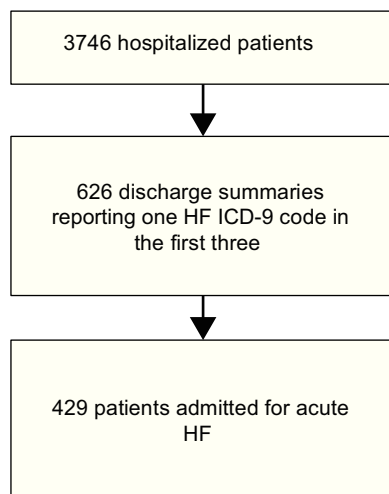 3746 hospitalized patients
626 discharge summaries
reporting one HF ICD-9 code in
the first three
429 patients admitted for acute
HF